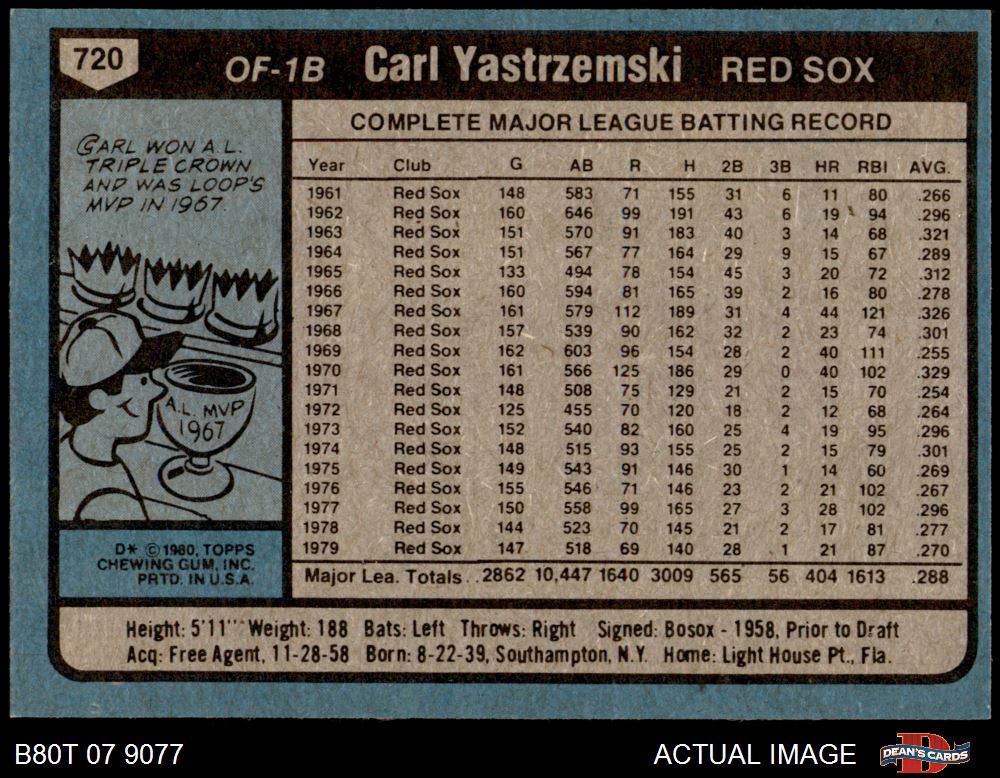 720
OF-1B Carl Yastrzemski RED SOX
CARL WON A.L.
TRIPLE CROWN
AND WAS LOOP'S
MVP IN 1967.
A.L. MVP
1967
D* © 1980, TOPPS
CHEWING GUM, INC.
PRTD. IN U.S.A.
COMPLETE MAJOR LEAGUE BATTING RECORD
Year Club G AB R H 2B 3B HR RBI AVG.
1961 Red Sox 148 583 71 155 31 6 11 80 .266
1962 Red Sox 160 646 99 191 43 6 19 94 .296
1963 Red Sox 151 570 91 183 40 3 14 68 .321
1964 Red Sox 151 567 77 164 29 9 15 67 .289
1965 Red Sox 133 494 78 154 45 3 20 72 .312
1966 Red Sox 160 594 81 165 39 2 16 80 .278
1967 Red Sox 161 579 112 189 31 4 44 121 .326
1968 Red Sox 157 539 90 162 32 2 23 74 .301
1969 Red Sox 162 603 96 154 28 2 40 111 .255
1970 Red Sox 161 566 125 186 29 0 40 102 .329
1971 Red Sox 148 508 75 129 21 2 15 70 .254
1972 Red Sox 125 455 70 120 18 2 12 68 .264
1973 Red Sox 152 540 82 160 25 4 19 95 .296
1974 Red Sox 148 515 93 155 25 2 15 79 .301
1975 Red Sox 149 543 91 146 30 1 14 60 .269
1976 Red Sox 155 546 71 146 23 2 21 102 .267
1977 Red Sox 150 558 99 165 27 3 28 102 .296
1978 Red Sox 144 523 70 145 21 2 17 81 .277
1979 Red Sox 147 518 69 140 28 1 21 87 .270
Major Lea. Totals . . 2862 10,447 1640 3009 565 56 404 1613 .288
Height: 5'11" Weight: 188 Bats: Left Throws: Right Signed: Bosox - 1958, Prior to Draft
Acq: Free Agent, 11-28-58 Born: 8-22-39, Southampton, N.Y. Home: Light House Pt., Fla.
B80T 07 9077
ACTUAL IMAGE
D
DEAN'S CARDS